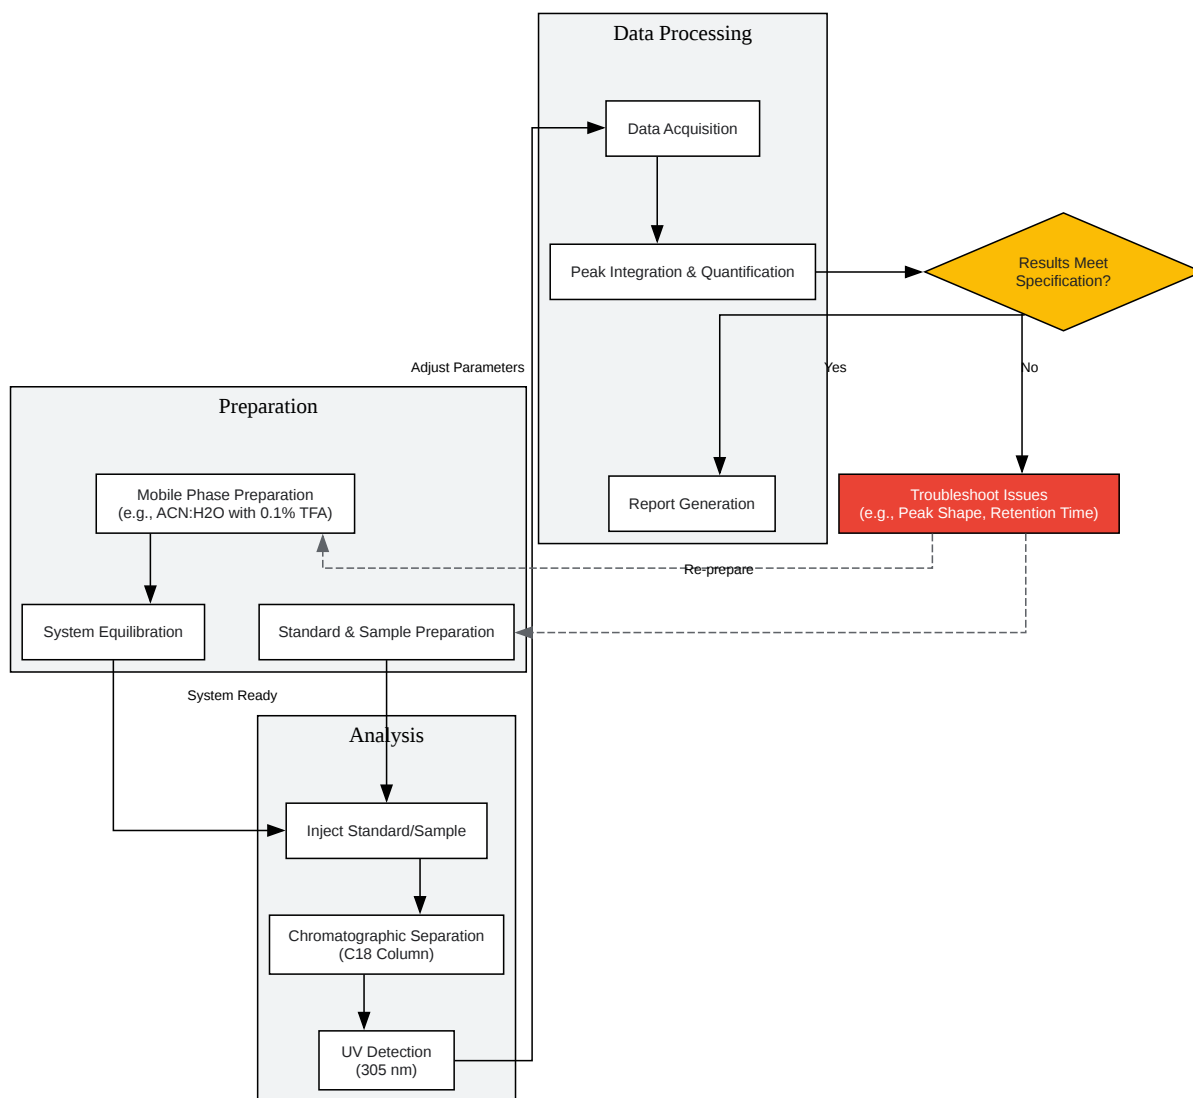 Data Processing
Data Acquisition
Peak Integration & Quantification
Results Meet
Specification?
Adjust Parameters
Yes
No
Preparation
Mobile Phase Preparation
(e.g., ACN:H2O with 0.1% TFA)
Report Generation
Troubleshoot Issues
(e.g., Peak Shape, Retention Time)
Re-prepare
System Equilibration
Standard & Sample Preparation
System Ready
Analysis
Inject Standard/Sample
Chromatographic Separation
(C18 Column)
UV Detection
(305 nm)